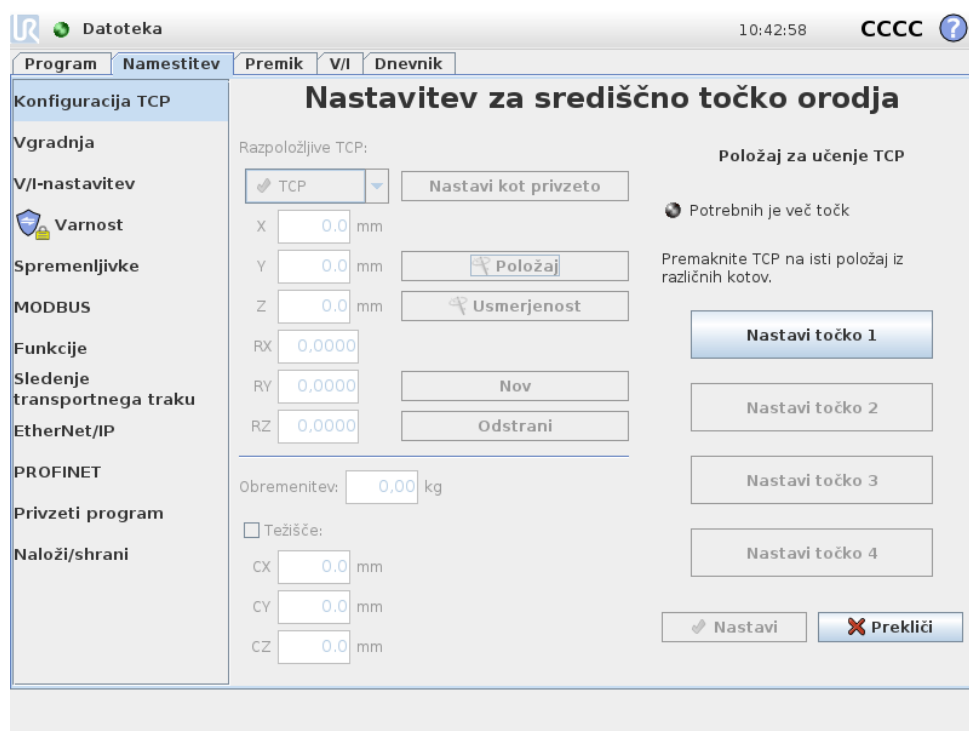 UR Datoteka 10:42:58 CCCC ?
Program Namestitev Premik V/I Dnevnik
Konfiguracija TCP
Vgradnja
V/I-nastavitev
Varnost
Spremenljivke
MODBUS
Funkcije
Sledenje
transportnega traku
EtherNet/IP
PROFINET
Privzeti program
Naloži/shrani
Nastavitev za središčno točko orodja
Razpoložljive TCP:
TCP Nastavi kot privzeto
X 0.0 mm
Y 0.0 mm Položaj
Z 0.0 mm Usmerjenost
RX 0,0000
RY 0,0000 Nov
RZ 0,0000 Odstrani
Obremenitev: 0,00 kg
Težišče:
CX 0.0 mm
CY 0.0 mm
CZ 0.0 mm
Položaj za učenje TCP
Potrebnih je več točk
Premaknite TCP na isti položaj iz
različnih kotov.
Nastavi točko 1
Nastavi točko 2
Nastavi točko 3
Nastavi točko 4
Nastavi Prekliči